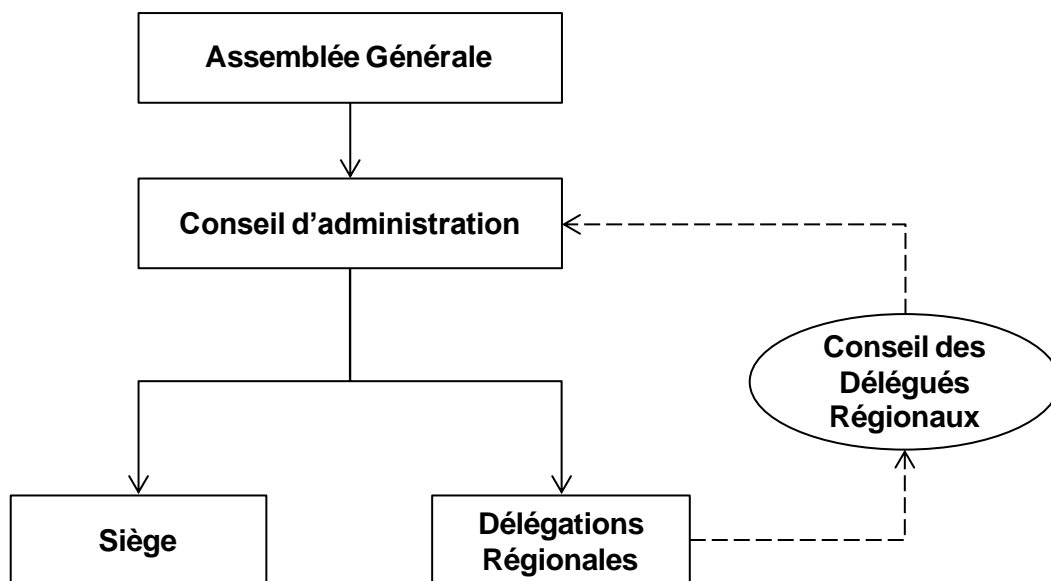 Assemblée Générale
Conseil d’administration
Conseil des
Délégués
Régionaux
Siège
Délégations
Régionales